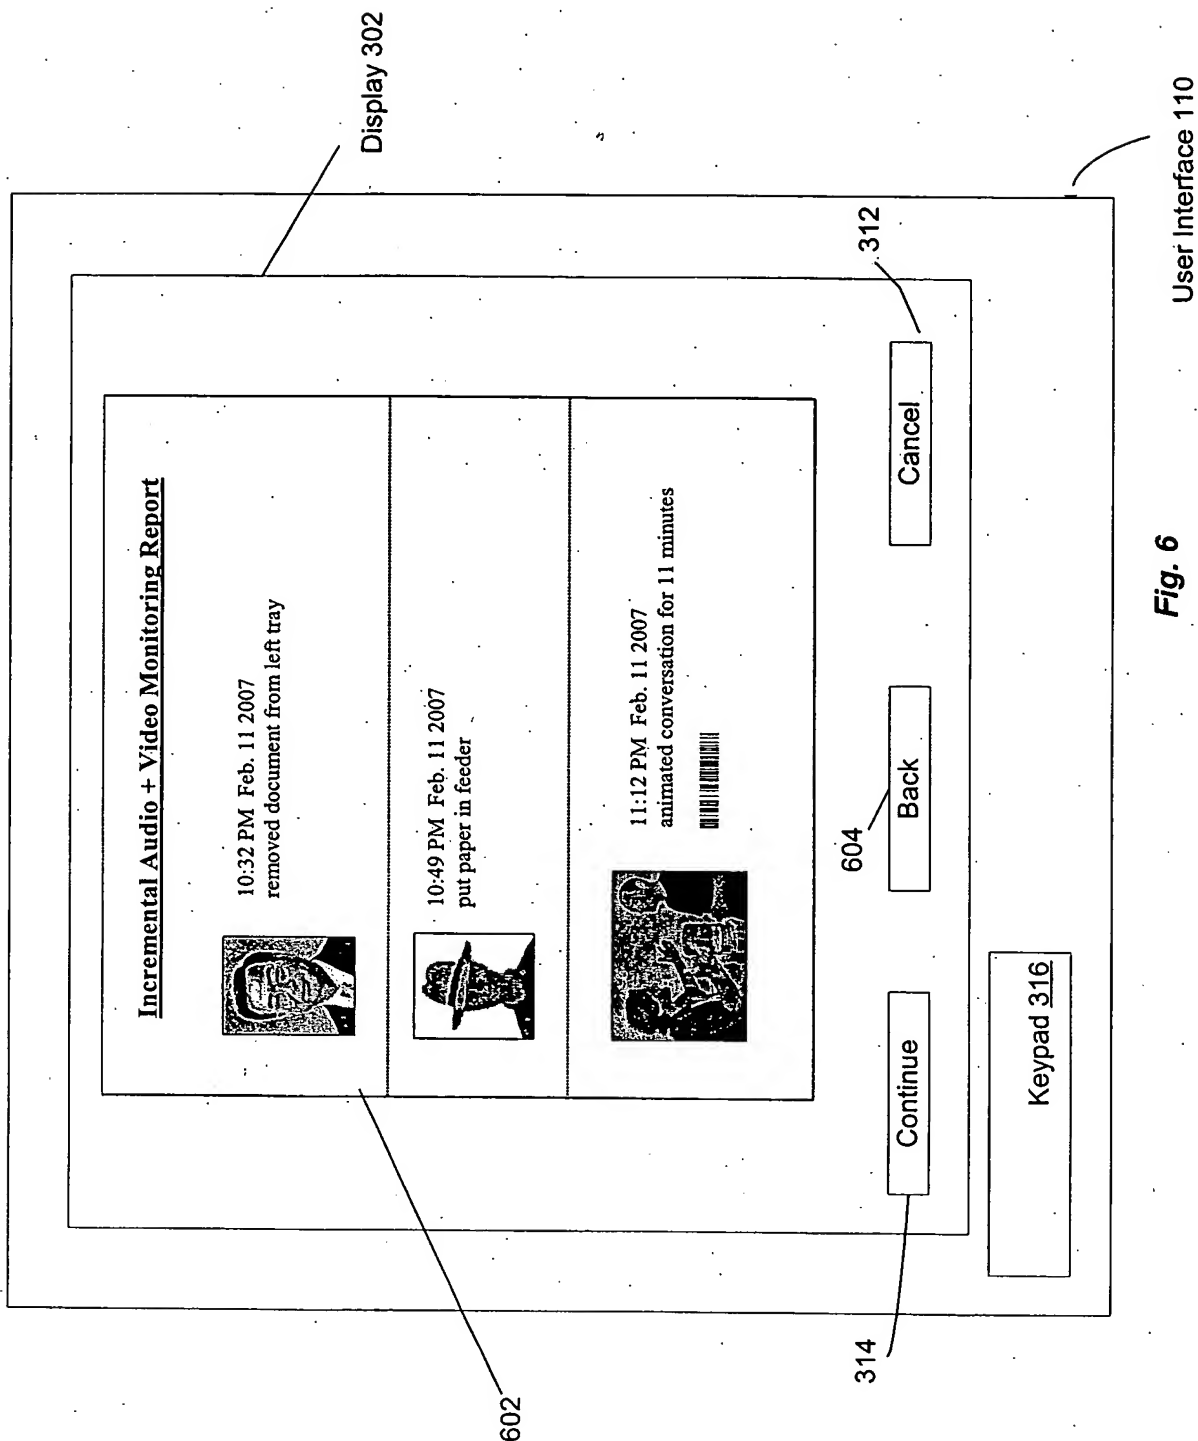 Display 302
Incremental Audio + Video Monitoring Report
10:32 PM Feb. 11 2007
removed document from left tray
602
10:49 PM Feb. 11 2007
put paper in feeder
11:12 PM Feb. 11 2007
animated conversation for 11 minutes
604
312
314
Continue
Back
Cancel
Keypad 316
User Interface 110
Fig. 6